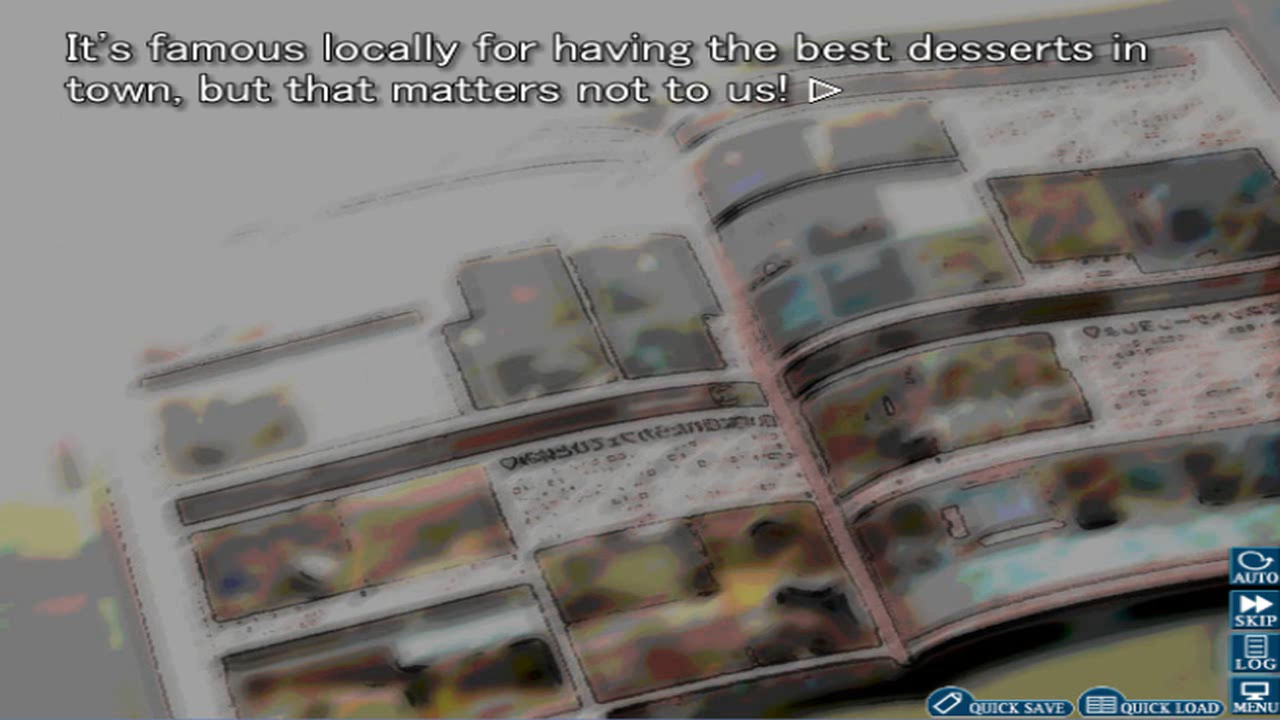 It's famous locally for having the best desserts in
town, but that matters not to us!
AUTO
SKIP
LOG
MENU
QUICK SAVE
QUICK LOAD